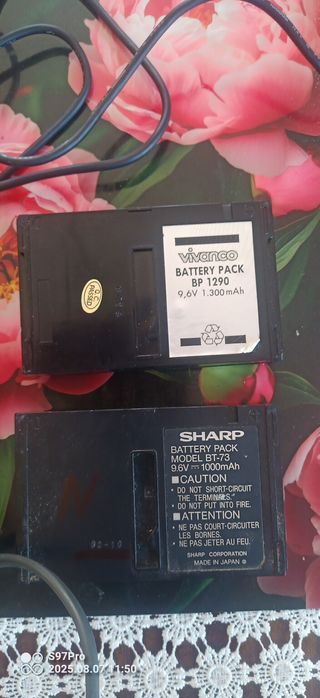 vivanco
BATTERY PACK
BP 1290
9,6V 1.300mAh
Q.C.
PASSED
SHARP
BATTERY PACK
MODEL BT-73
9.6V 1000mAh
CAUTION
• DO NOT SHORT-CIRCUIT
THE TERMINALS.
• DO NOT PUT INTO FIRE.
ATTENTION
• NE PAS COURT-CIRCUITER
LES BORNES.
• NE PAS JETER AU FEU.
SHARP CORPORATION
MADE IN JAPAN
S97Pro
2025.08.07 11:50